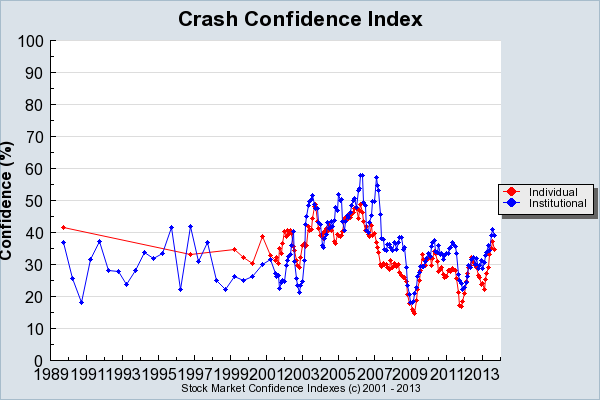 Crash Confidence Index
100
90
80
70
60
50
40
30
20
10
0
Confidence (%)
Individual
Institutional
1989 1991 1993 1995 1997 1999 2001 2003 2005 2007 2009 2011 2013
Stock Market Confidence Indexes (c) 2001 - 2013